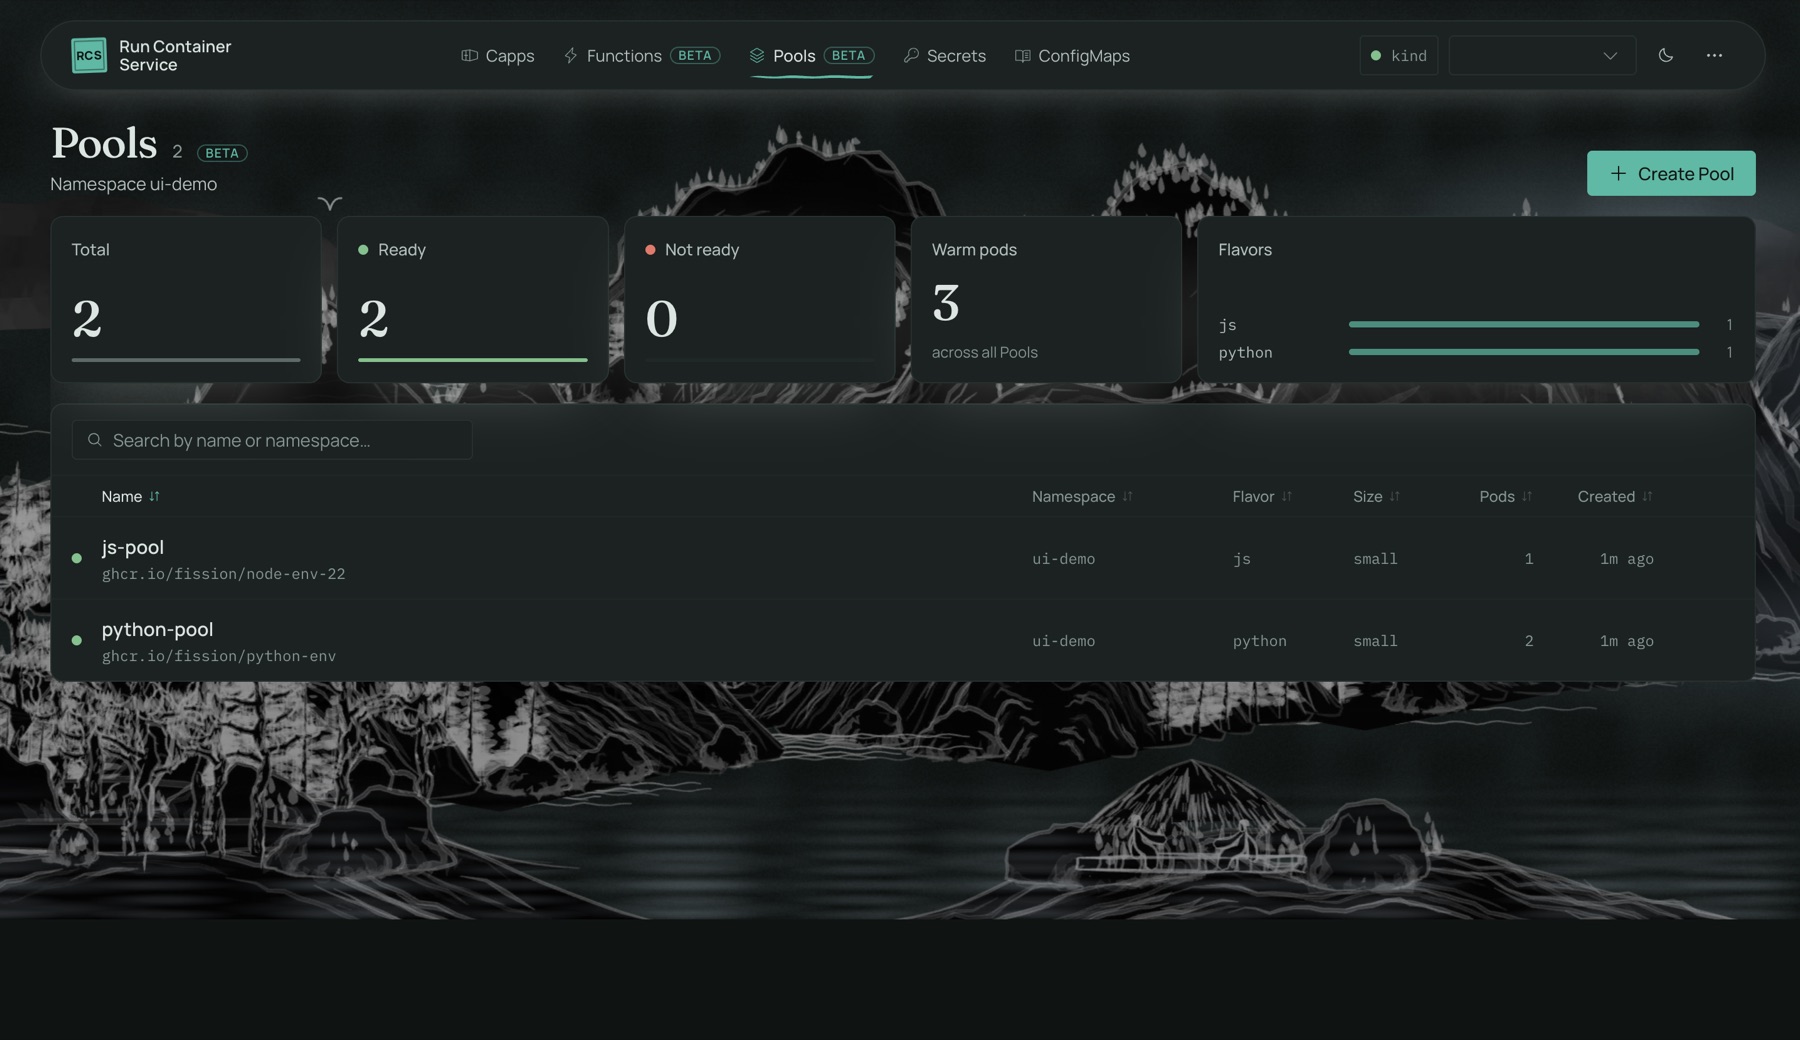 RCS
Run Container
Service
Capps
Functions BETA
Pools BETA
Secrets
ConfigMaps
kind
Pools 2 BETA
Namespace ui-demo
Create Pool
Total
2
Ready
2
Not ready
0
Warm pods
3
across all Pools
Flavors
js 1
python 1
Search by name or namespace...
Name Namespace Flavor Size Pods Created
js-pool
ghcr.io/fission/node-env-22
ui-demo js small 1 1m ago
python-pool
ghcr.io/fission/python-env
ui-demo python small 2 1m ago